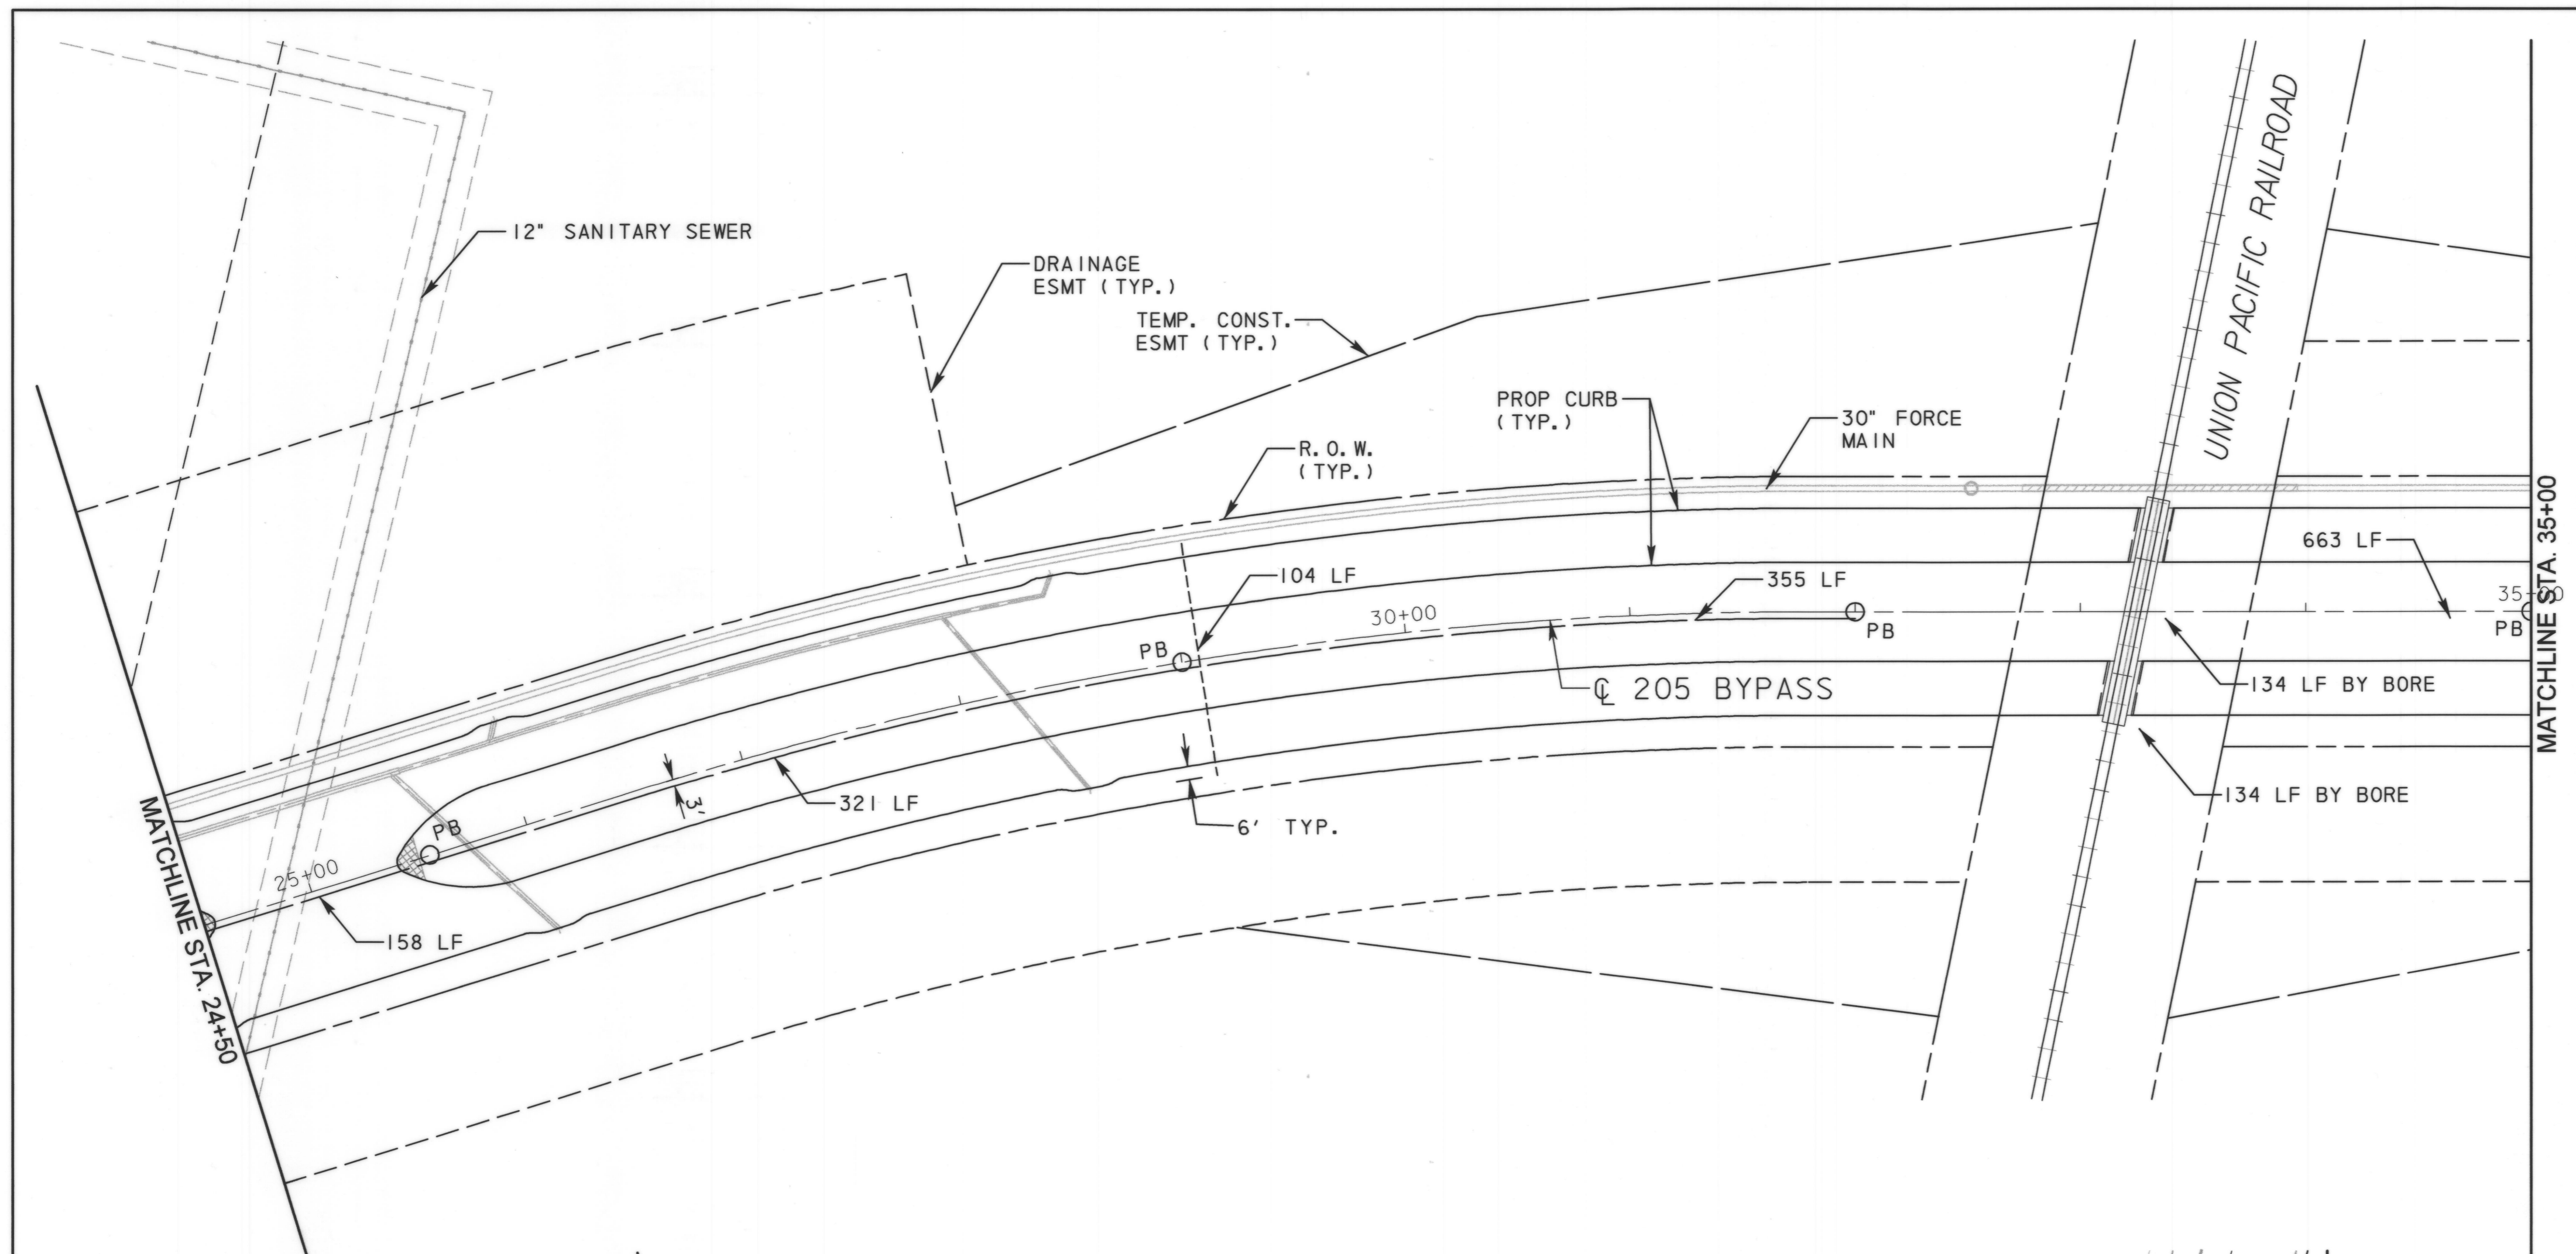 12" SANITARY SEWER
DRAINAGE
ESMT (TYP.)
TEMP. CONST.
ESMT (TYP.)
UNION PACIFIC RAILROAD
PROP CURB
(TYP.)
30" FORCE
MAIN
R.O.W.
(TYP.)
663 LF
104 LF
355 LF
30+00
35+00
PB
PB
PB
MATCHLINE STA. 35+00
℄ 205 BYPASS
134 LF BY BORE
134 LF BY BORE
3'
321 LF
6' TYP.
PB
25+00
158 LF
MATCHLINE STA. 24+50